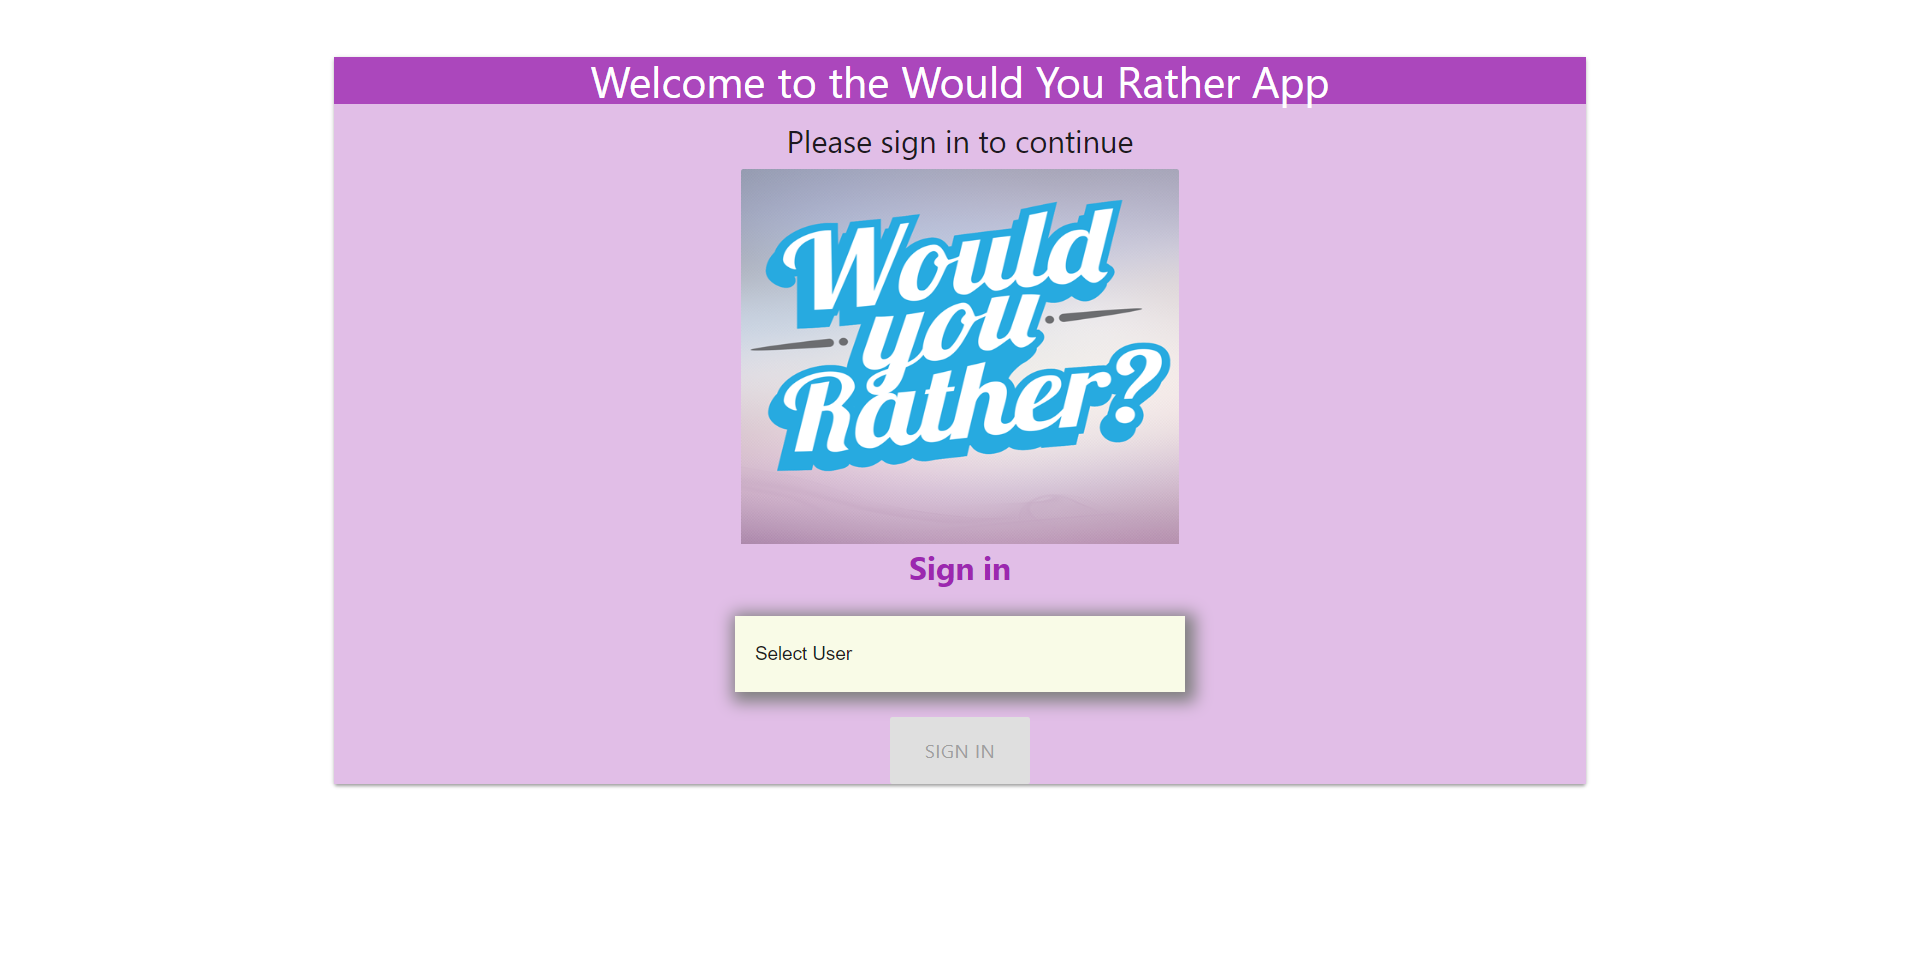 Welcome to the Would You Rather App
Please sign in to continue
Would
you
Rather?
Sign in
Select User
SIGN IN